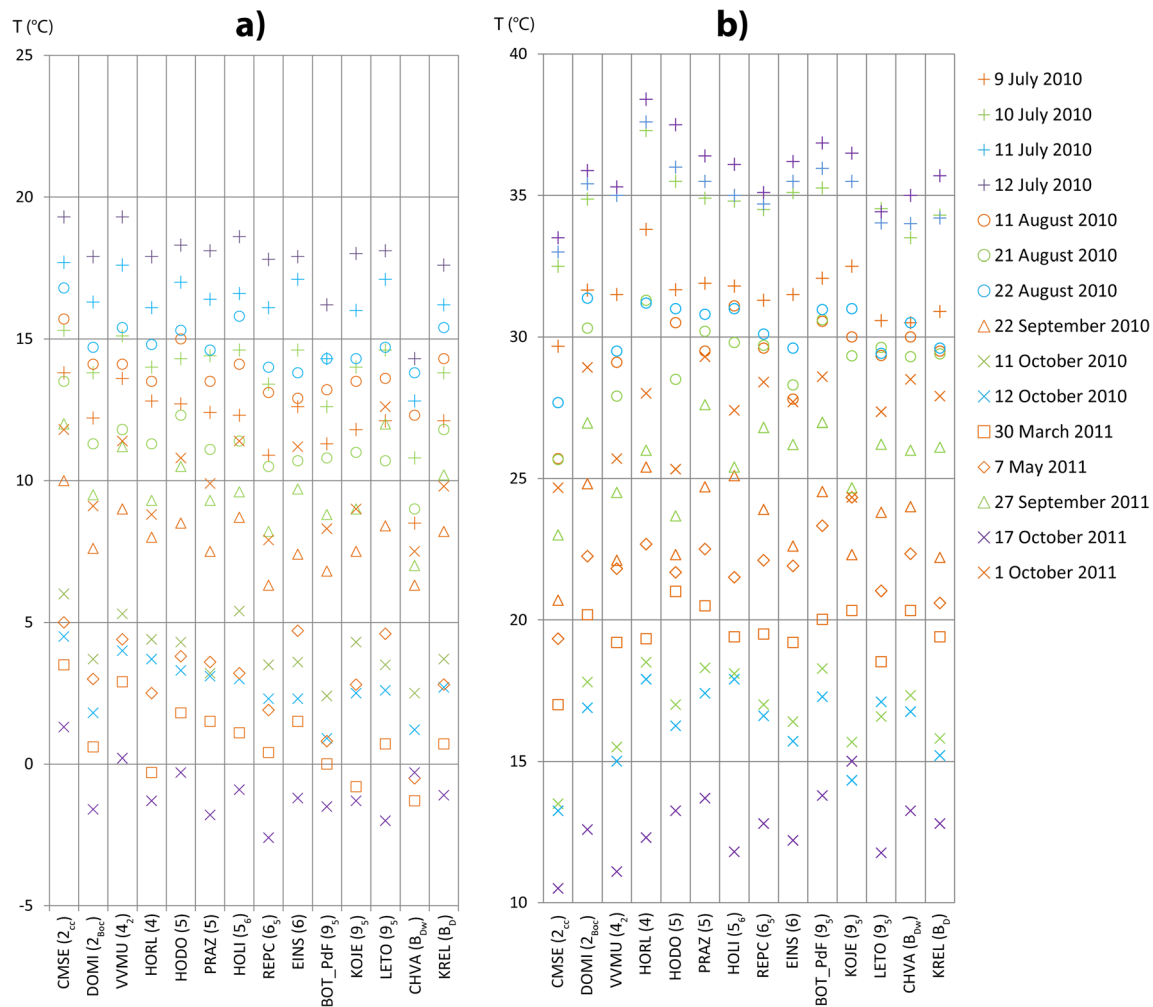 a)
T (°C)
25
20
15
10
5
0
-5
CMSE (2cc)
DOMI (2Boc)
VVMU (4₂)
HORL (4)
HODO (5)
PRAZ (5)
HOLI (5₆)
REPC (6₅)
EINS (6)
BOT_PdF (9₅)
KOJE (9₅)
LETO (9₅)
CHVA (BDw)
KREL (BD)
b)
T (°C)
40
35
30
25
20
15
10
CMSE (2cc)
DOMI (2Boc)
VVMIU (4₂)
HORL (4)
HODO (5)
PRAZ (5)
HOLI (5₆)
REPC (6₅)
EINS (6)
BOT_PdF (9₅)
KOJE (9₅)
LETO (9₅)
CHVA (BDw)
KREL (BD)
9 July 2010
10 July 2010
11 July 2010
12 July 2010
11 August 2010
21 August 2010
22 August 2010
22 September 2010
11 October 2010
12 October 2010
30 March 2011
7 May 2011
27 September 2011
17 October 2011
1 October 2011